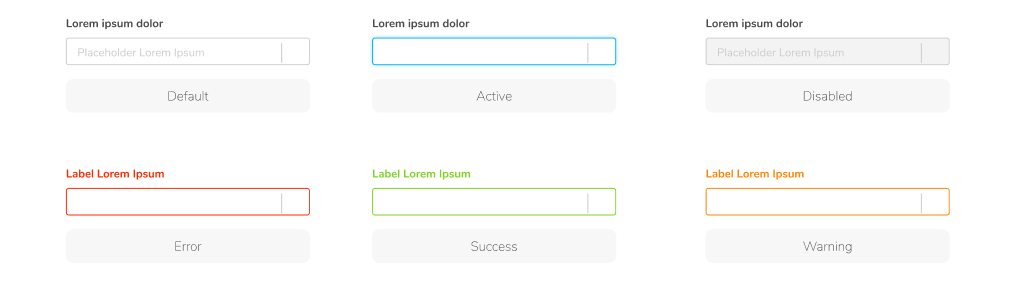 Lorem ipsum dolor
Lorem ipsum dolor
Lorem ipsum dolor
Placeholder Lorem Ipsum
Placeholder Lorem Ipsum
Default
Active
Disabled
Label Lorem Ipsum
Label Lorem Ipsum
Label Lorem Ipsum
Error
Success
Warning